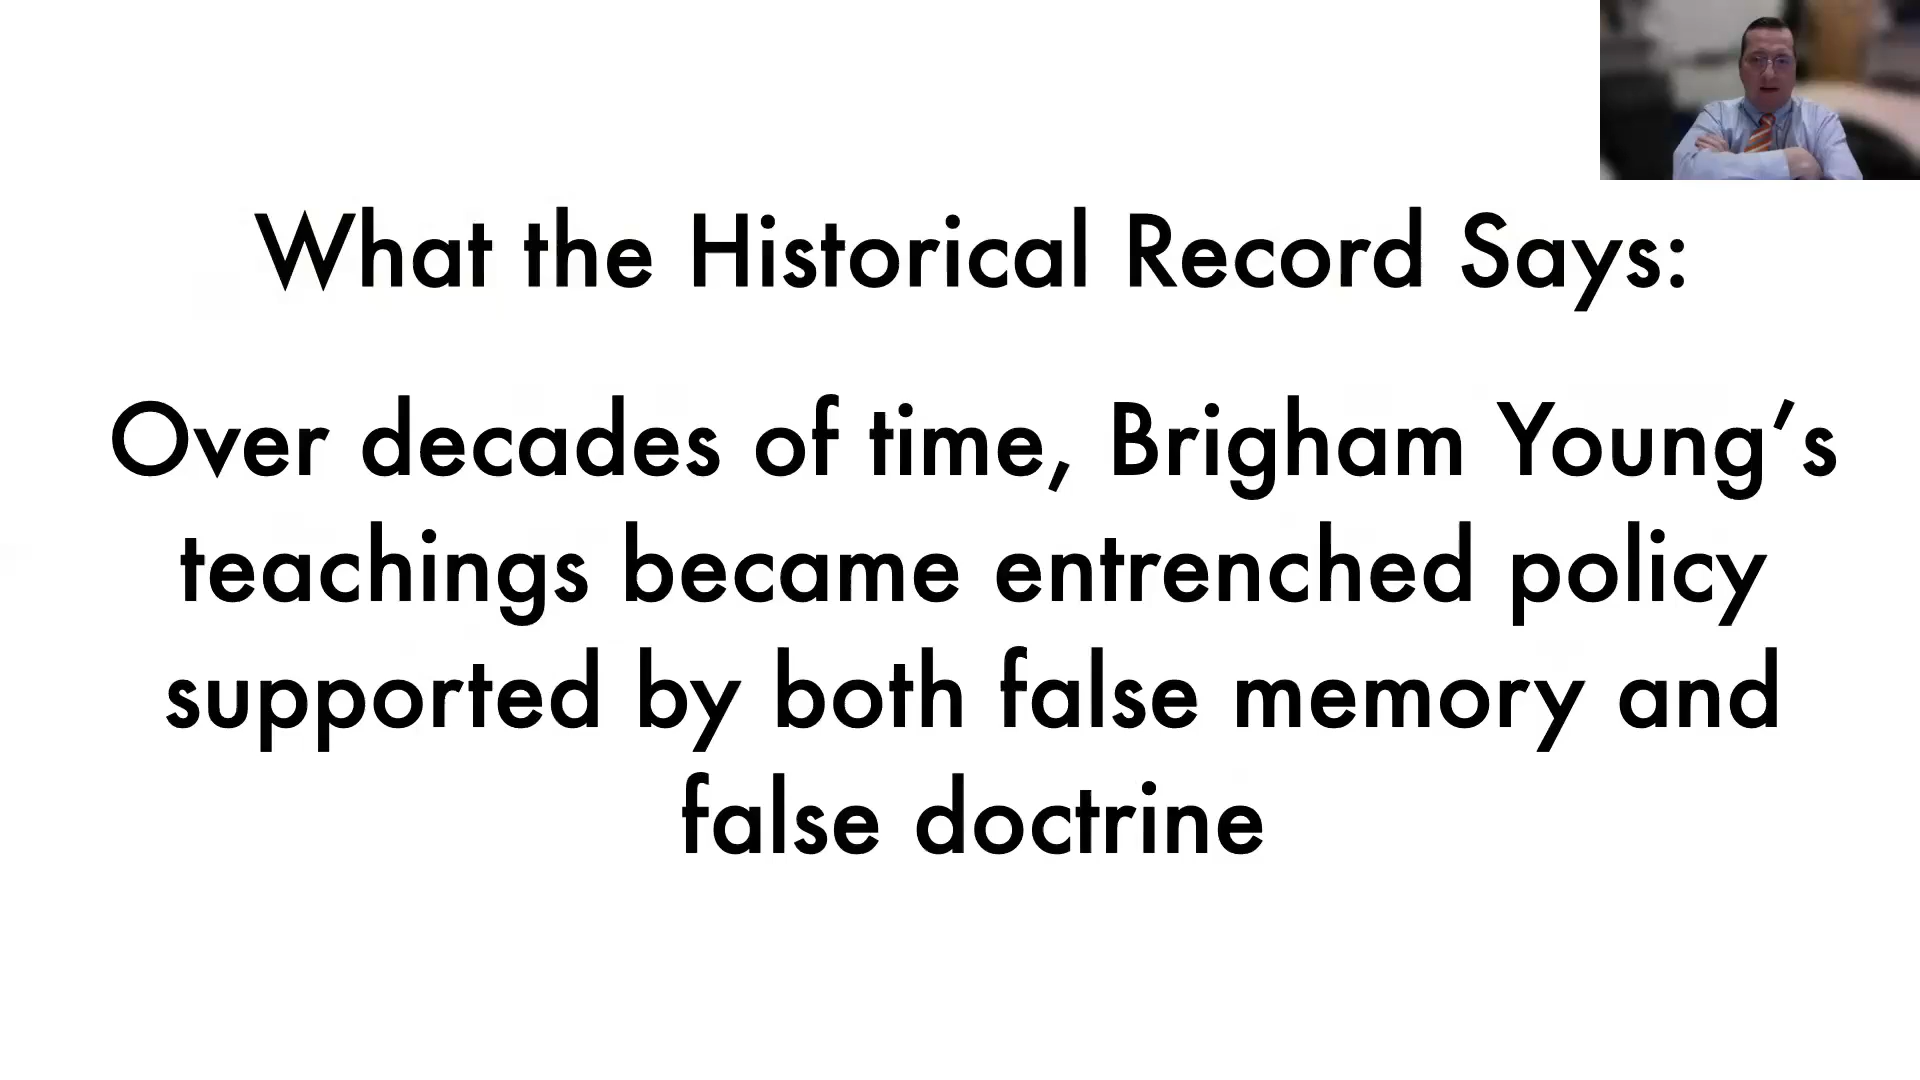 What the Historical Record Says:
Over decades of time, Brigham Young’s
teachings became entrenched policy
supported by both false memory and
false doctrine